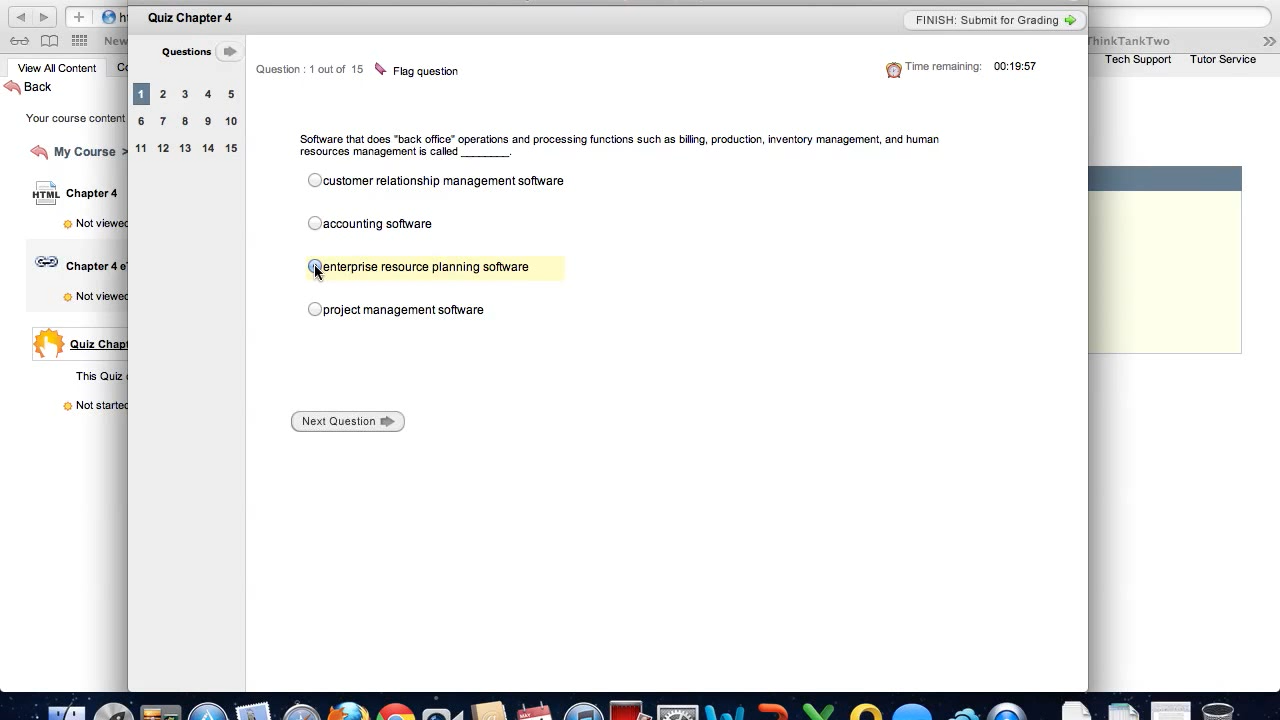 Quiz Chapter 4
FINISH: Submit for Grading
New
ThinkTankTwo
Questions
View All Content
Tech Support
Tutor Service
Question : 1 out of 15
Flag question
Time remaining:
00:19:57
Back
1 2 3 4 5
Your course content
6 7 8 9 10
Software that does "back office" operations and processing functions such as billing, production, inventory management, and human
resources management is called ________.
My Course >
11 12 13 14 15
customer relationship management software
HTML
Chapter 4
Not viewed
accounting software
Chapter 4
enterprise resource planning software
Not viewed
project management software
Quiz
This Quiz
Not started
Next Question
MAY